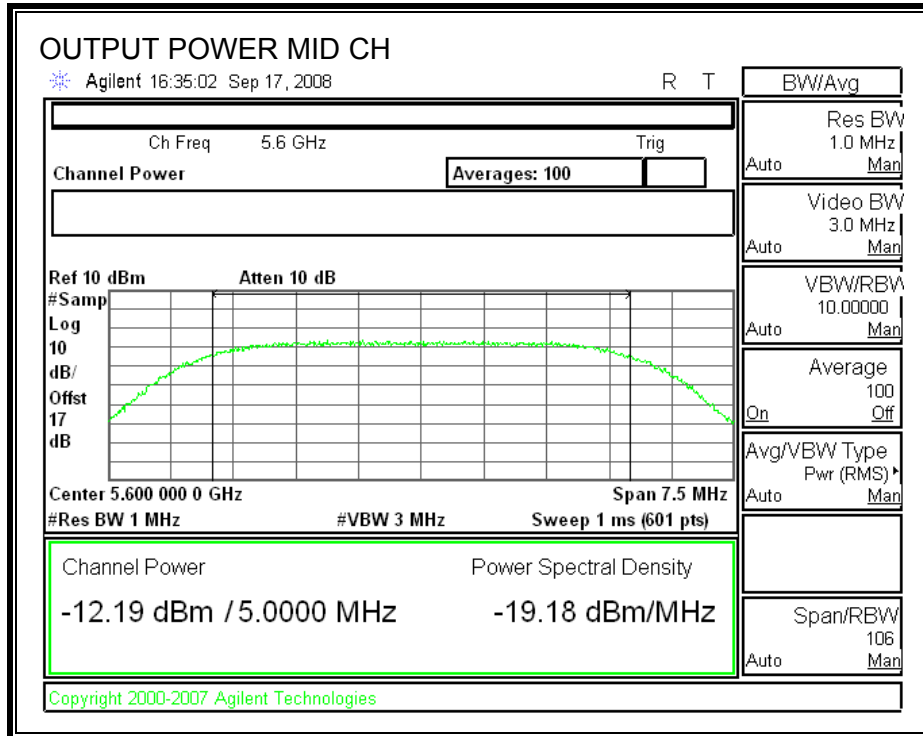 OUTPUT POWER MID CH
Agilent 16:35:02 Sep 17, 2008 R T
Ch Freq 5.6 GHz Trig
Channel Power Averages: 100
Ref 10 dBm Atten 10 dB
#Samp
Log
10
dB/
Offst
17
dB
Center 5.600 000 0 GHz Span 7.5 MHz
#Res BW 1 MHz #VBW 3 MHz Sweep 1 ms (601 pts)
Channel Power Power Spectral Density
-12.19 dBm / 5.0000 MHz -19.18 dBm/MHz
Copyright 2000-2007 Agilent Technologies
BW/Avg
Res BW
1.0 MHz
Auto Man
Video BW
3.0 MHz
Auto Man
VBW/RBW
10.00000
Auto Man
Average
100
On Off
Avg/VBW Type
Pwr (RMS)
Auto Man
Span/RBW
106
Auto Man